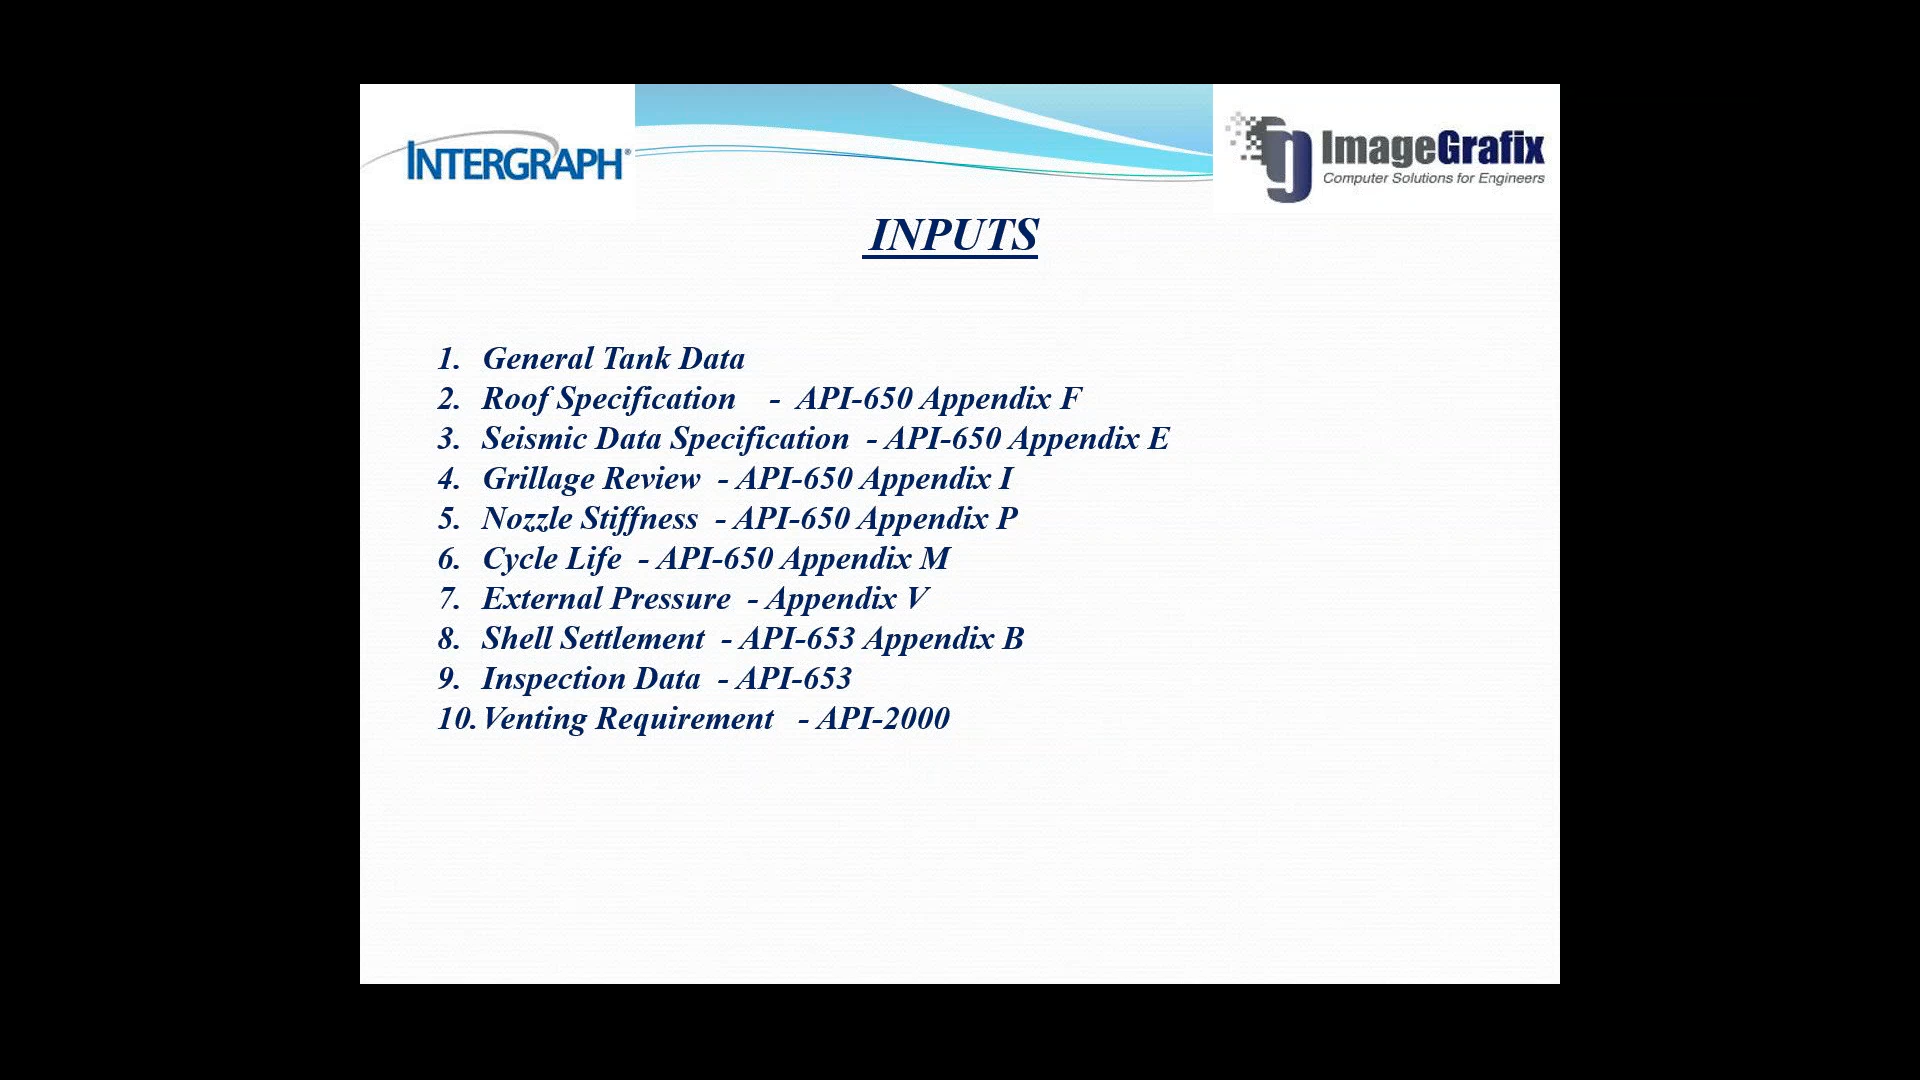 INTERGRAPH®
ImageGrafix
Computer Solutions for Engineers
INPUTS
1. General Tank Data
2. Roof Specification - API-650 Appendix F
3. Seismic Data Specification - API-650 Appendix E
4. Grillage Review - API-650 Appendix I
5. Nozzle Stiffness - API-650 Appendix P
6. Cycle Life - API-650 Appendix M
7. External Pressure - Appendix V
8. Shell Settlement - API-653 Appendix B
9. Inspection Data - API-653
10. Venting Requirement - API-2000